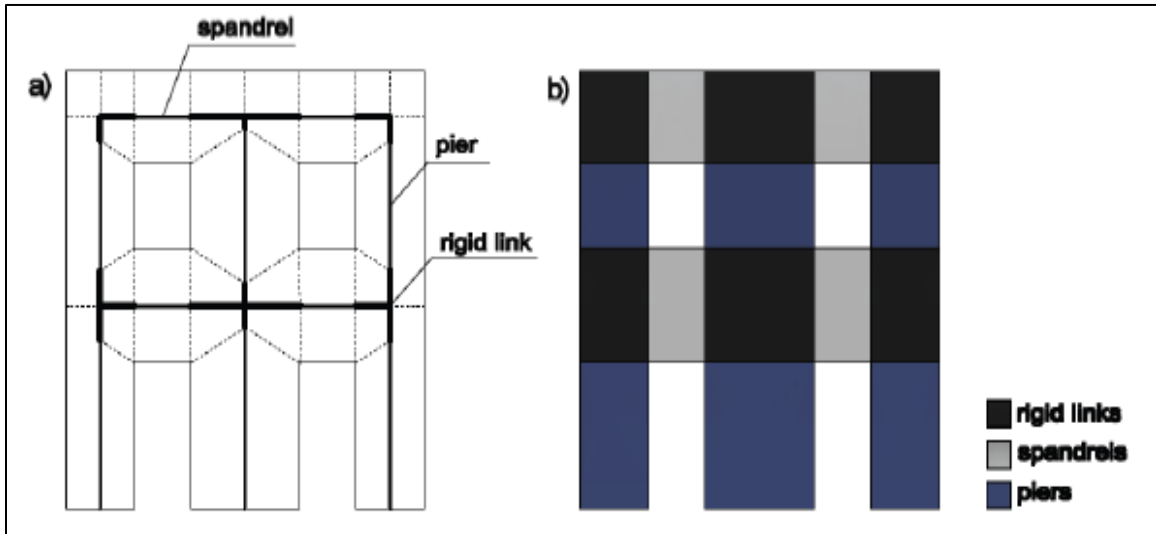 spandrel
a)
pier
rigid link
b)
rigid links
spandrels
piers